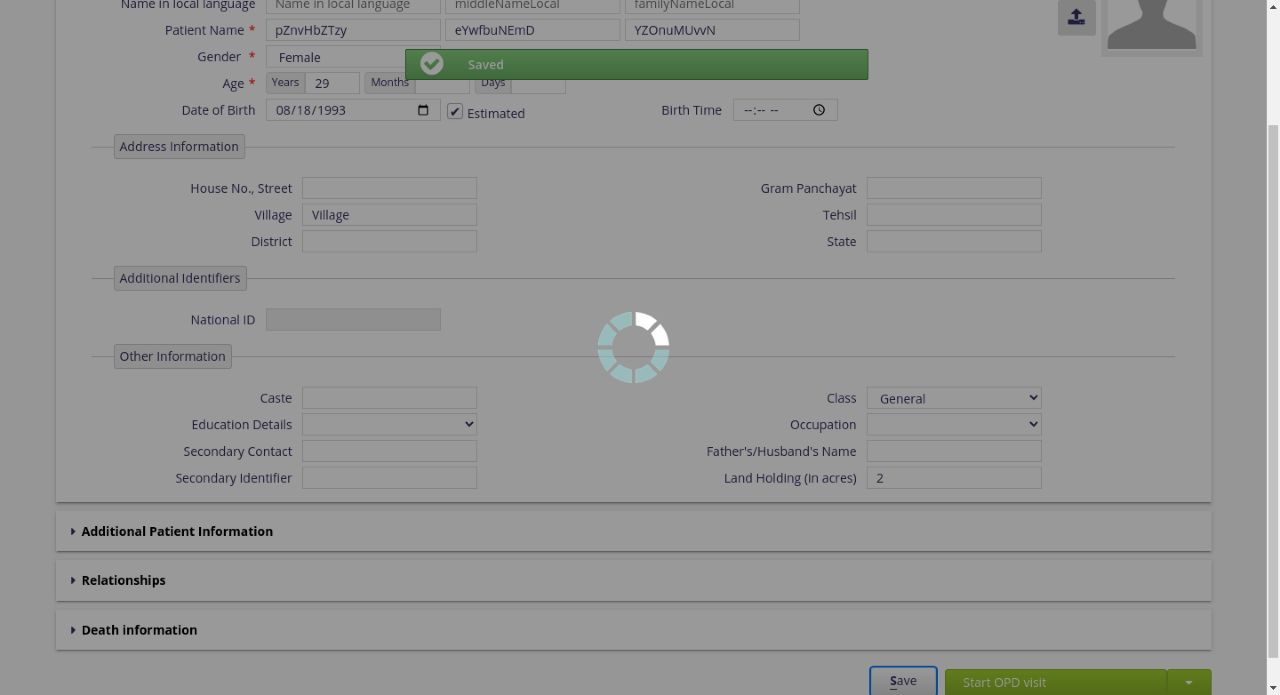 Name in local language Name in local language middleNameLocal familyNameLocal
Patient Name * pZnvHbZTzy eYwfbuNEmD YZOnuMUvvN
Gender * Female
Saved
Age * Years 29 Months Days
Date of Birth 08/18/1993 Estimated Birth Time --:-- --
Address Information
House No., Street Gram Panchayat
Village Village Tehsil
District State
Additional Identifiers
National ID
Other Information
Caste Class General
Education Details Occupation
Secondary Contact Father's/Husband's Name
Secondary Identifier Land Holding (in acres) 2
Additional Patient Information
Relationships
Death information
Save Start OPD visit